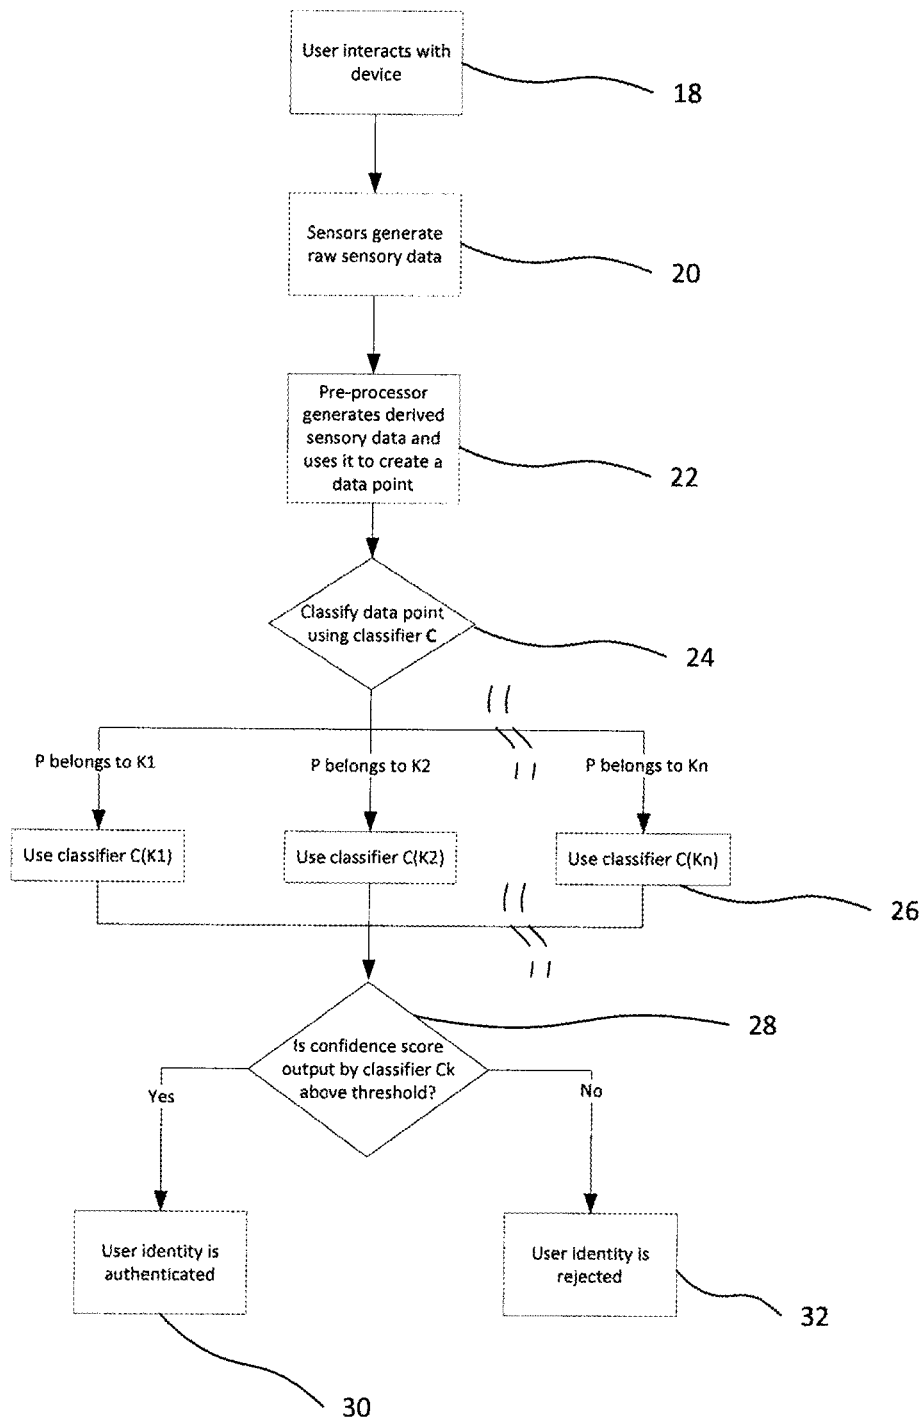 User interacts with
device
18
Sensors generate
raw sensory data
20
Pre-processor
generates derived
sensory data and
uses it to create a
data point
22
Classify data point
using classifier C
24
P belongs to K1
P belongs to K2
P belongs to Kn
Use classifier C(K1)
Use classifier C(K2)
Use classifier C(Kn)
26
28
Is confidence score
output by classifier Ck
above threshold?
Yes
No
User identity is
authenticated
User identity is
rejected
32
30